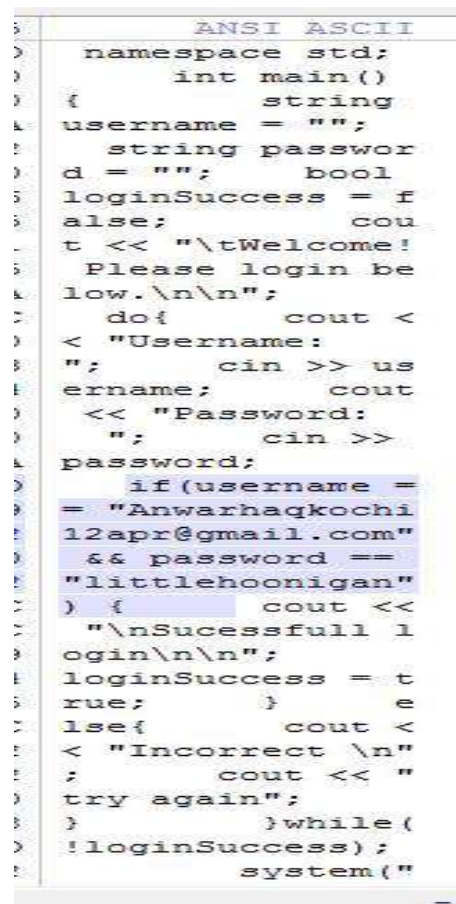 ANSI ASCII
namespace std;
int main()
{ string
username = "";
string passwor
d = ""; bool
loginSuccess = f
alse; cou
t << "\tWelcome!
Please login be
low.\n\n";
do{ cout <
< "Username:
"; cin >> us
ername; cout
<< "Password:
"; cin >>
password;
if(username =
= "Anwarhaqkochi
12apr@gmail.com"
&& password ==
"littlehoonigan"
) { cout <<
"\nSucessfull l
ogin\n\n";
loginSuccess = t
rue; } e
lse{ cout <
< "Incorrect \n"
; cout << "
try again";
} }while(
!loginSuccess);
system("